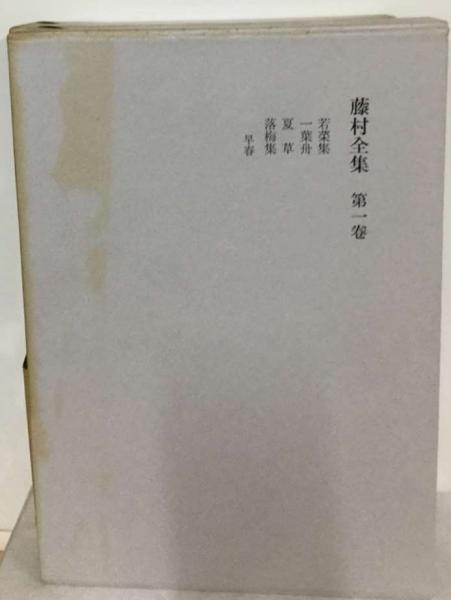 藤村全集 第一卷
若菜集
一葉舟
夏草
落梅集
早春